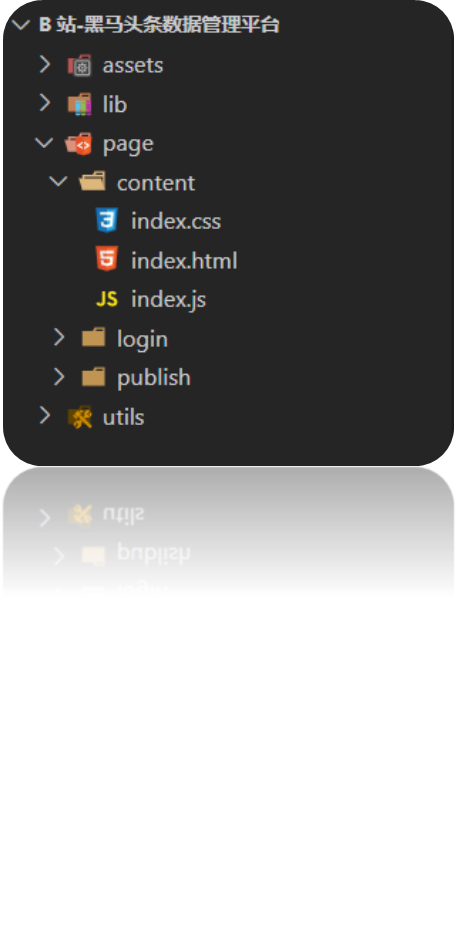 B 站-黑马头条数据管理平台
assets
lib
page
content
index.css
index.html
JS index.js
login
publish
utils